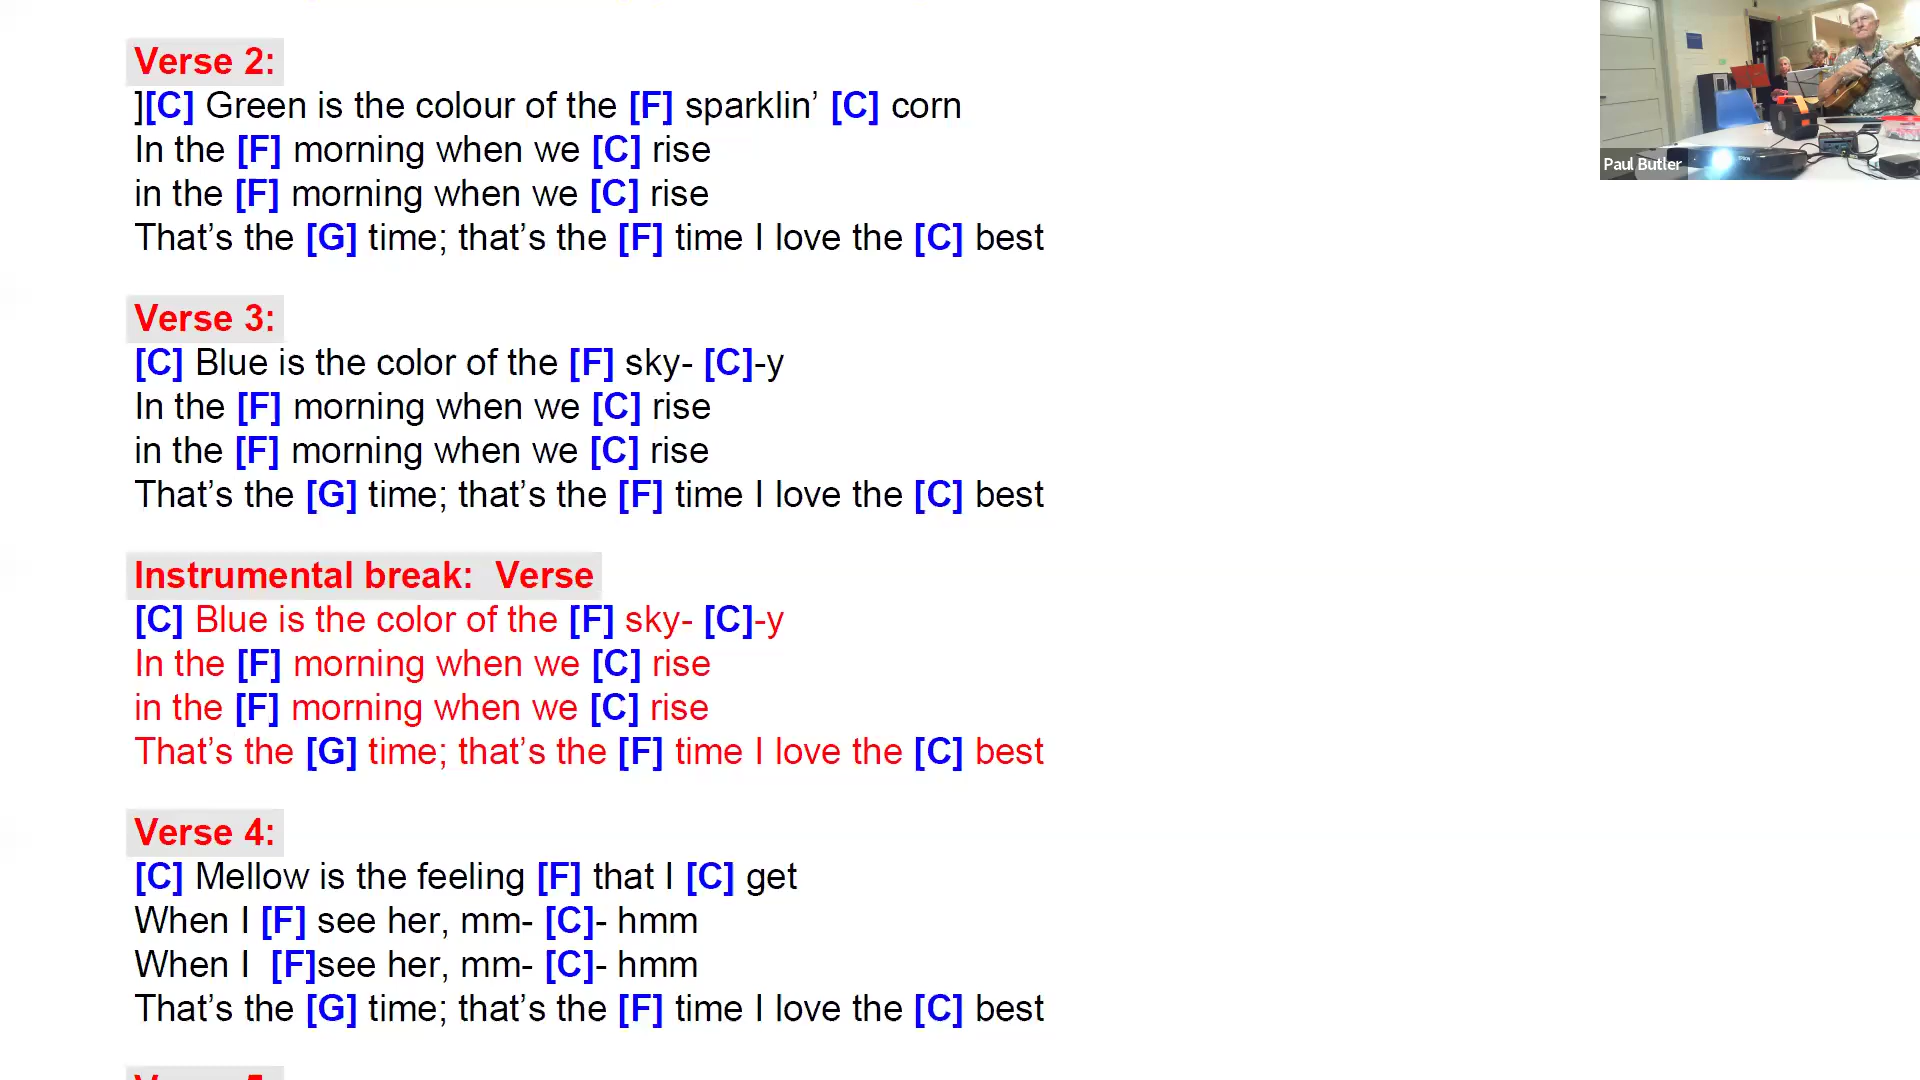 Verse 2:
][C] Green is the colour of the [F] sparklin’ [C] corn
In the [F] morning when we [C] rise
in the [F] morning when we [C] rise
That’s the [G] time; that’s the [F] time I love the [C] best
Verse 3:
[C] Blue is the color of the [F] sky- [C]-y
In the [F] morning when we [C] rise
in the [F] morning when we [C] rise
That’s the [G] time; that’s the [F] time I love the [C] best
Instrumental break:  Verse
[C] Blue is the color of the [F] sky- [C]-y
In the [F] morning when we [C] rise
in the [F] morning when we [C] rise
That’s the [G] time; that’s the [F] time I love the [C] best
Verse 4:
[C] Mellow is the feeling [F] that I [C] get
When I [F] see her, mm- [C]- hmm
When I  [F]see her, mm- [C]- hmm
That’s the [G] time; that’s the [F] time I love the [C] best
Paul Butler